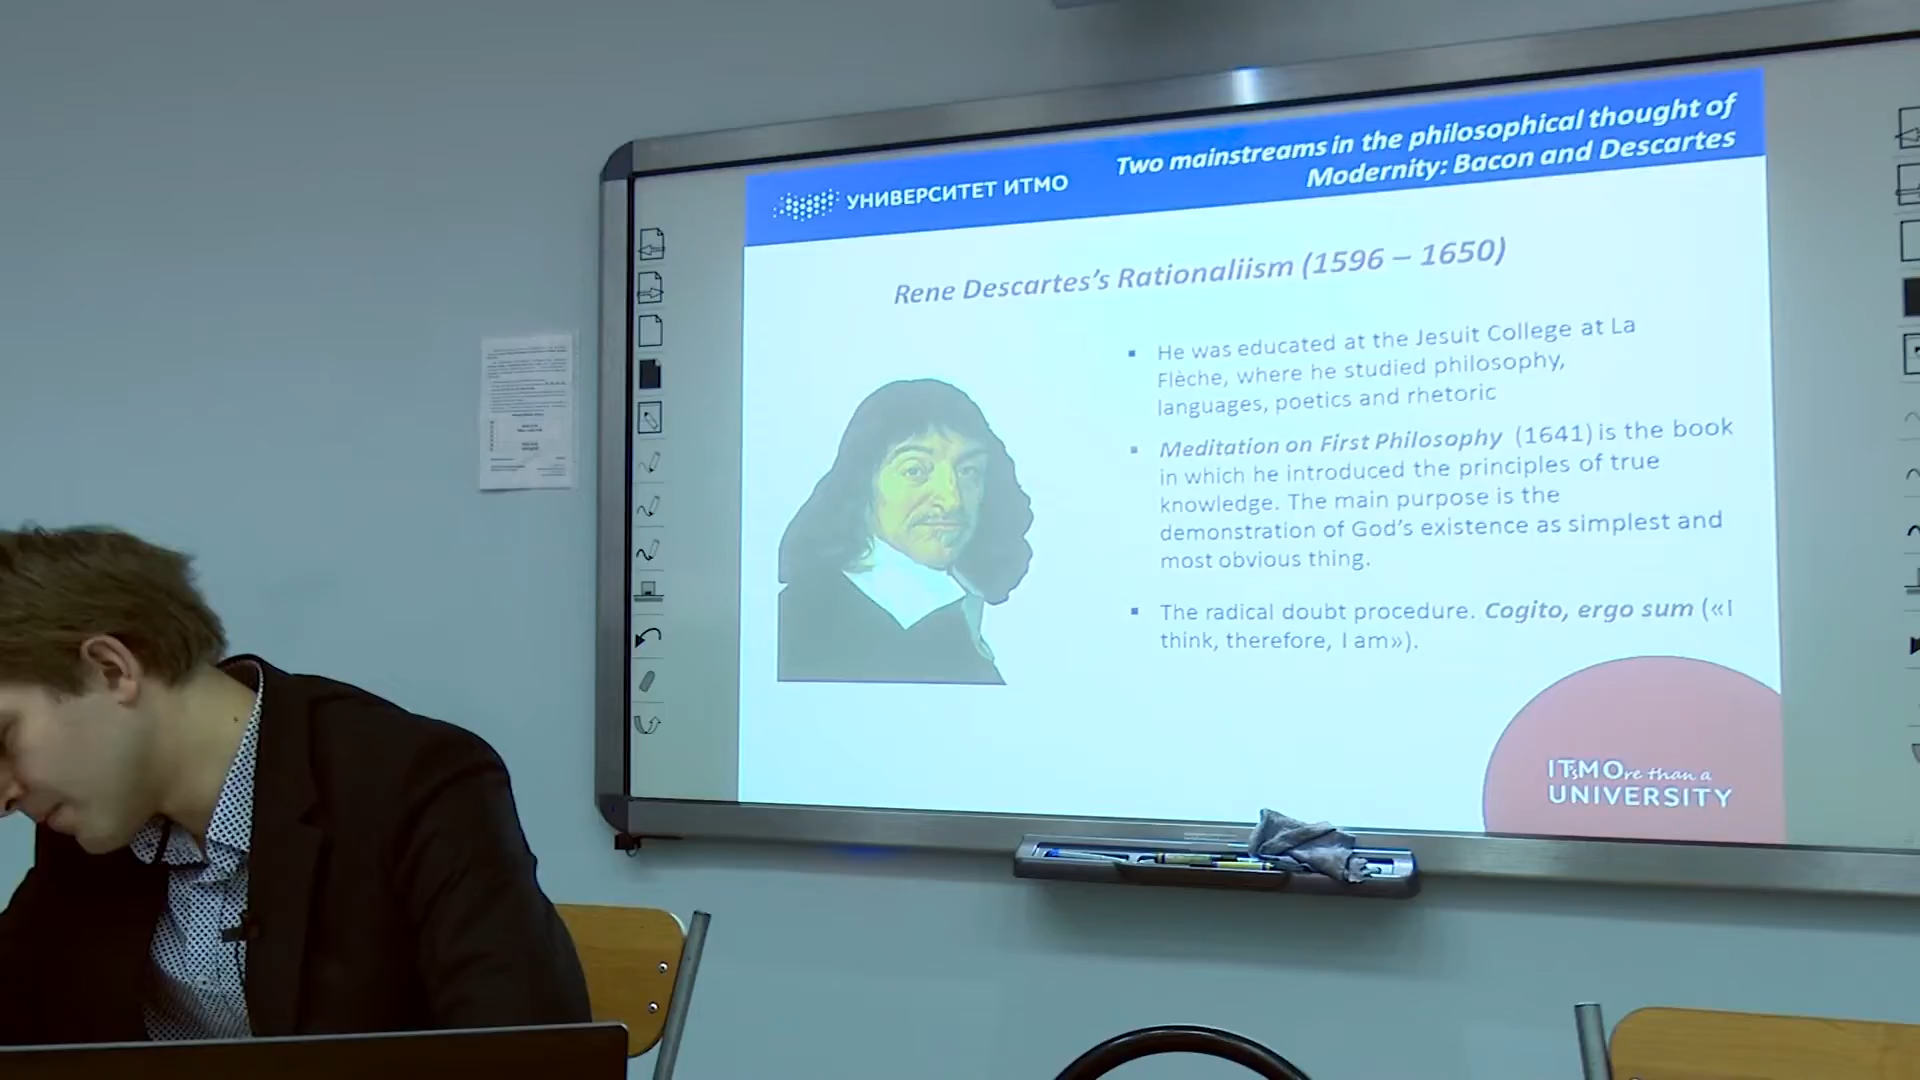 УНИВЕРСИТЕТ ИТМО
Two mainstreams in the philosophical thought of
Modernity: Bacon and Descartes
Rene Descartes's Rationaliism (1596 – 1650)
▪ He was educated at the Jesuit College at La
Flèche, where he studied philosophy,
languages, poetics and rhetoric
▪ Meditation on First Philosophy (1641) is the book
in which he introduced the principles of true
knowledge. The main purpose is the
demonstration of God's existence as simplest and
most obvious thing.
▪ The radical doubt procedure. Cogito, ergo sum («I
think, therefore, I am»).
ITsMOre than a
UNIVERSITY